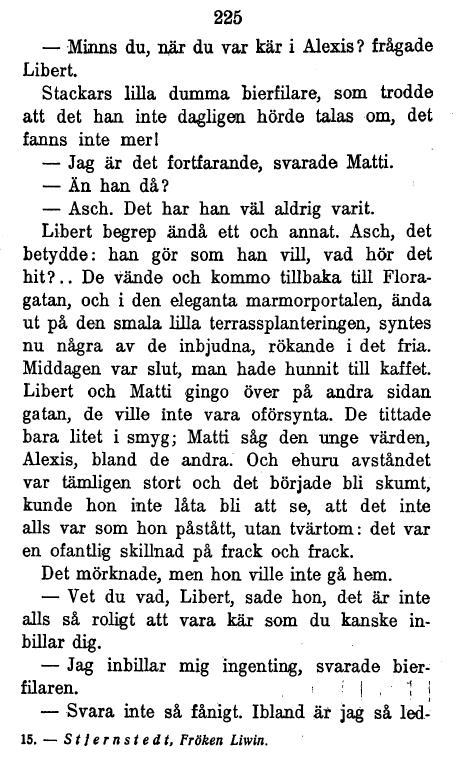 225
— Minns du, när du var kär i Alexis? frågade
Libert.
Stackars lilla dumma bierfilare, som trodde
att det han inte dagligen hörde talas om, det
fanns inte mer!
— Jag är det fortfarande, svarade Matti.
— Än han då?
— Asch. Det har han väl aldrig varit.
Libert begrep ändå ett och annat. Asch, det
betydde: han gör som han vill, vad hör det
hit?.. De vände och kommo tillbaka till Flora-
gatan, och i den eleganta marmorportalen, ända
ut på den smala lilla terrassplanteringen, syntes
nu några av de inbjudna, rökande i det fria.
Middagen var slut, man hade hunnit till kaffet.
Libert och Matti gingo över på andra sidan
gatan, de ville inte vara oförsynta. De tittade
bara litet i smyg; Matti såg den unge värden,
Alexis, bland de andra. Och ehuru avståndet
var tämligen stort och det började bli skumt,
kunde hon inte låta bli att se, att det inte
alls var som hon påstått, utan tvärtom: det var
en ofantlig skillnad på frack och frack.
Det mörknade, men hon ville inte gå hem.
— Vet du vad, Libert, sade hon, det är inte
alls så roligt att vara kär som du kanske in-
billar dig.
— Jag inbillar mig ingenting, svarade bier-
filaren.
— Svara inte så fånigt. Ibland är jag så led-
15. — Stjernstedt, Fröken Liwin.